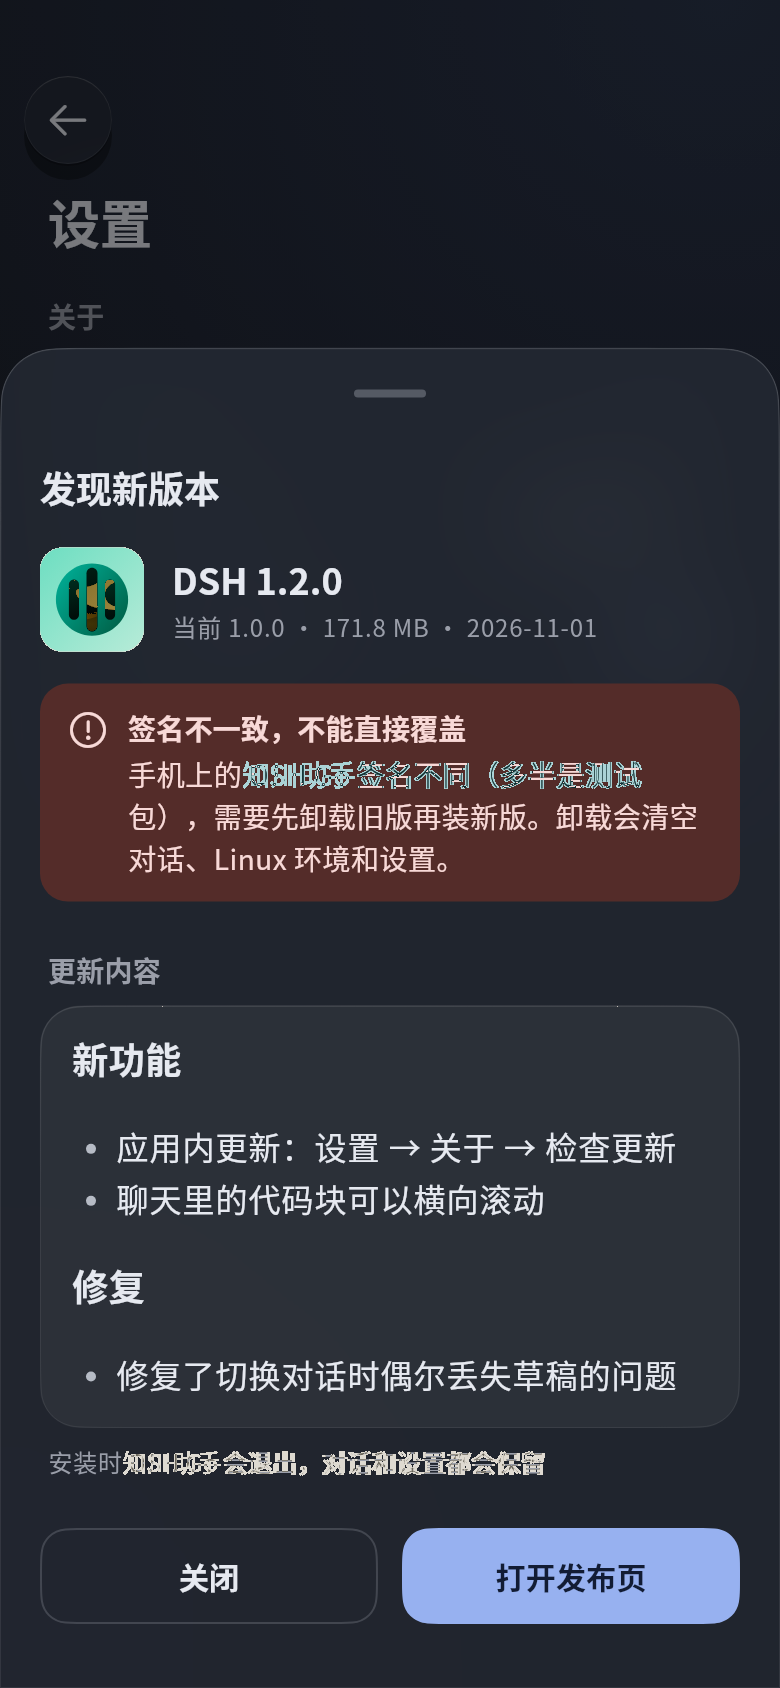 设置
关于
发现新版本
DSH 1.2.0
当前 1.0.0 · 171.8 MB · 2026-11-01
签名不一致，不能直接覆盖
手机上的签名不同（多半是测试
包），需要先卸载旧版再装新版。卸载会清空
对话、Linux 环境和设置。
更新内容
新功能
• 应用内更新：设置 → 关于 → 检查更新
• 聊天里的代码块可以横向滚动
修复
• 修复了切换对话时偶尔丢失草稿的问题
安装时会退出，对话和设置都会保留
关闭
打开发布页